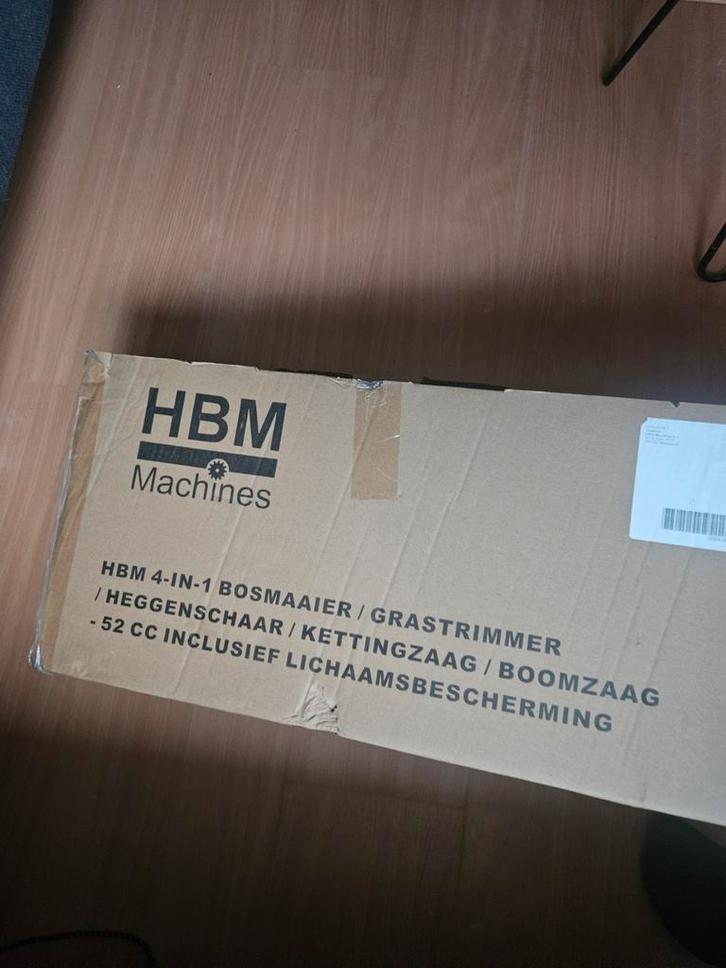 HBM
Machines
HBM 4-IN-1 BOSMAAIER / GRASTRIMMER
/ HEGGENSCHAAR / KETTINGZAAG / BOOMZAAG
- 52 CC INCLUSIEF LICHAAMSBESCHERMING